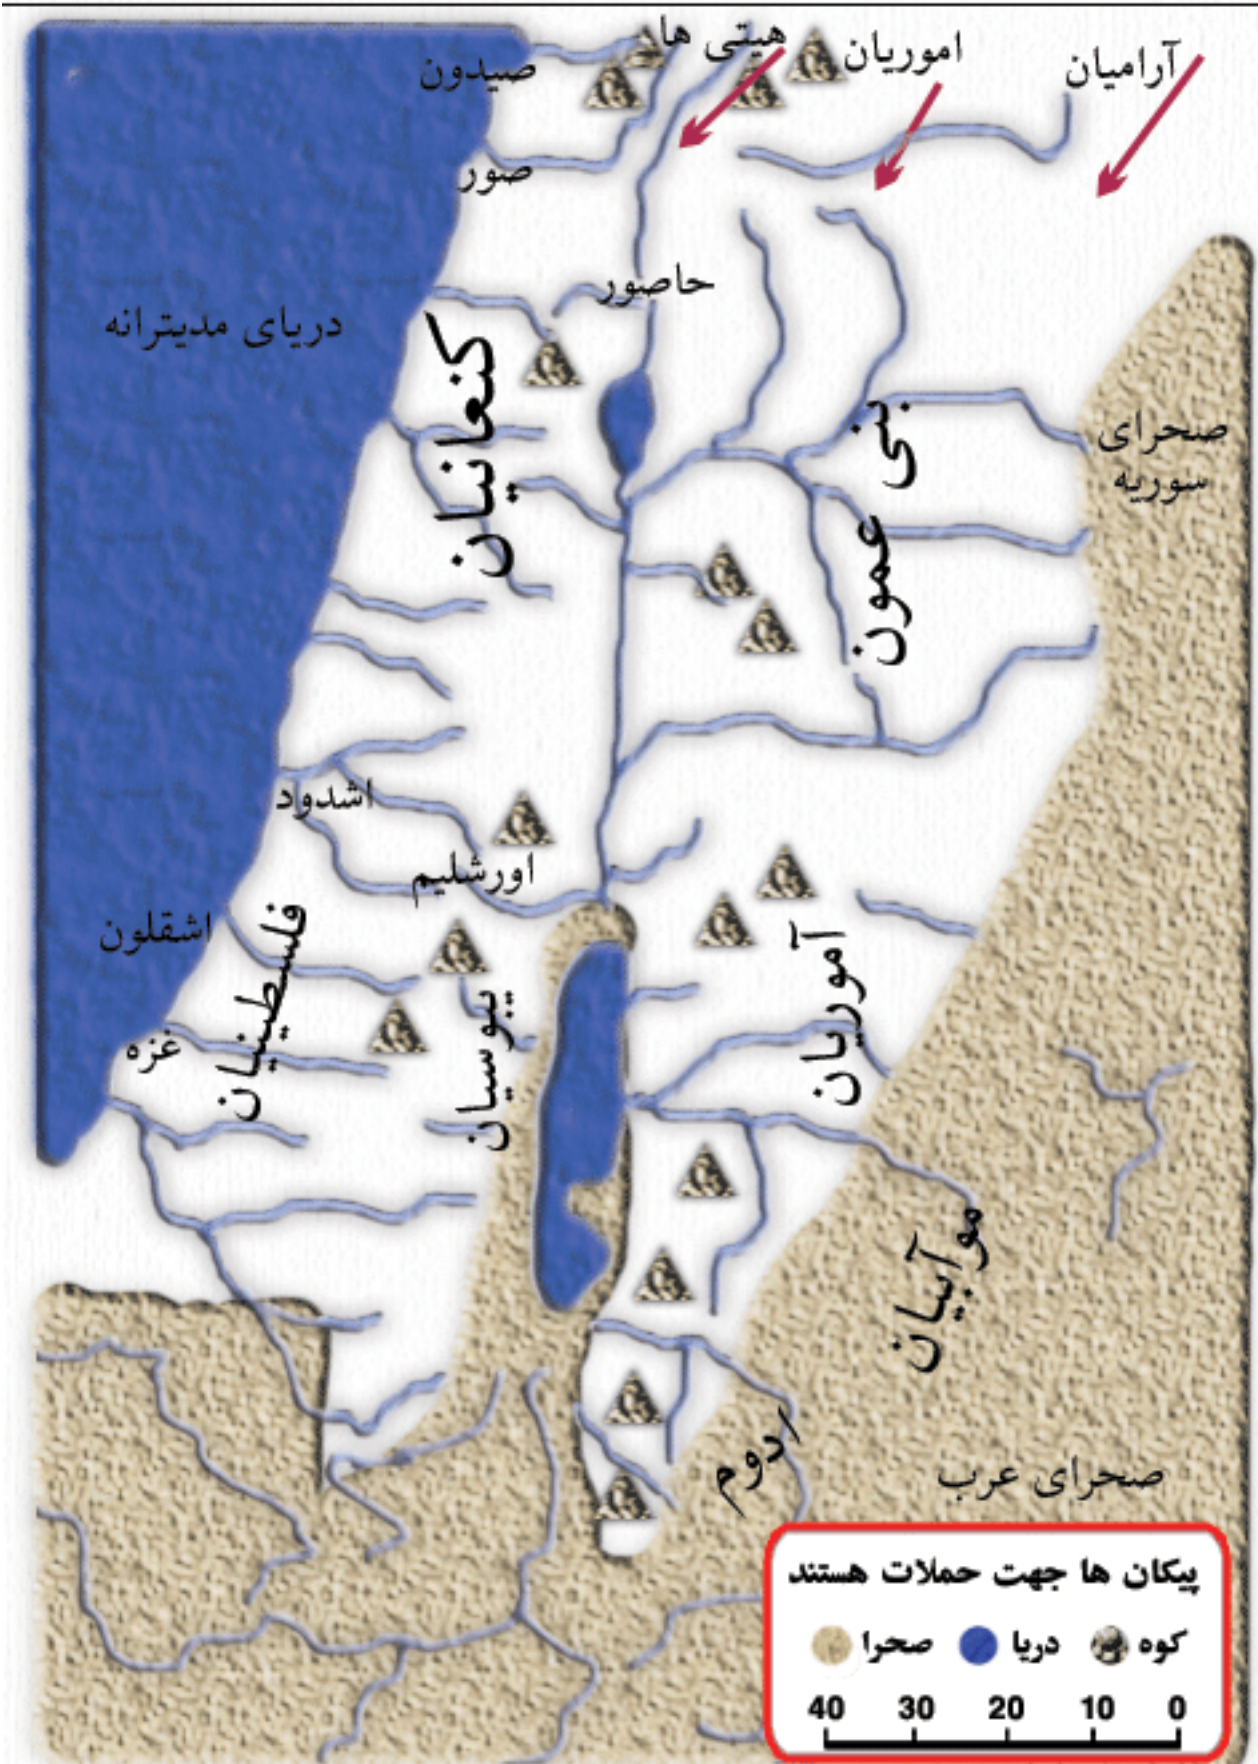 هیتی ها
اموریان
آرامیان
صیدون
صور
حاصور
دریای مدیترانه
کنعانیان
بنی عمون
صحرای
سوریه
اشدود
اورشلیم
اشقلون
فلسطینیان
غزه
یبوسیان
آموریان
موآبیان
ادوم
صحرای عرب
پیکان ها جهت حملات هستند
کوه دریا صحرا
40 30 20 10 0